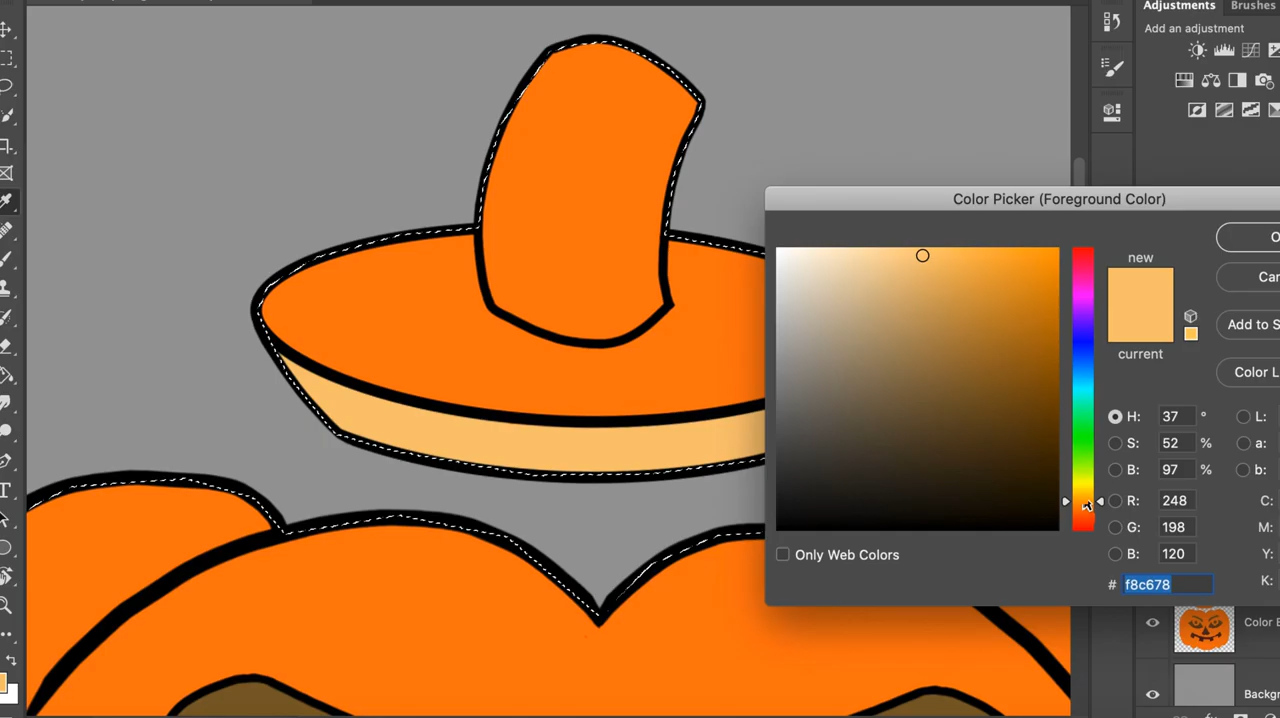 Adjustments Brushes
Add an adjustment
Color Picker (Foreground Color)
new
current
Add to S
Color L
H: 37 °
S: 52 %
B: 97 %
R: 248
G: 198
B: 120
L:
a:
b:
C:
M:
Y:
K:
Only Web Colors
# f8c678
Color